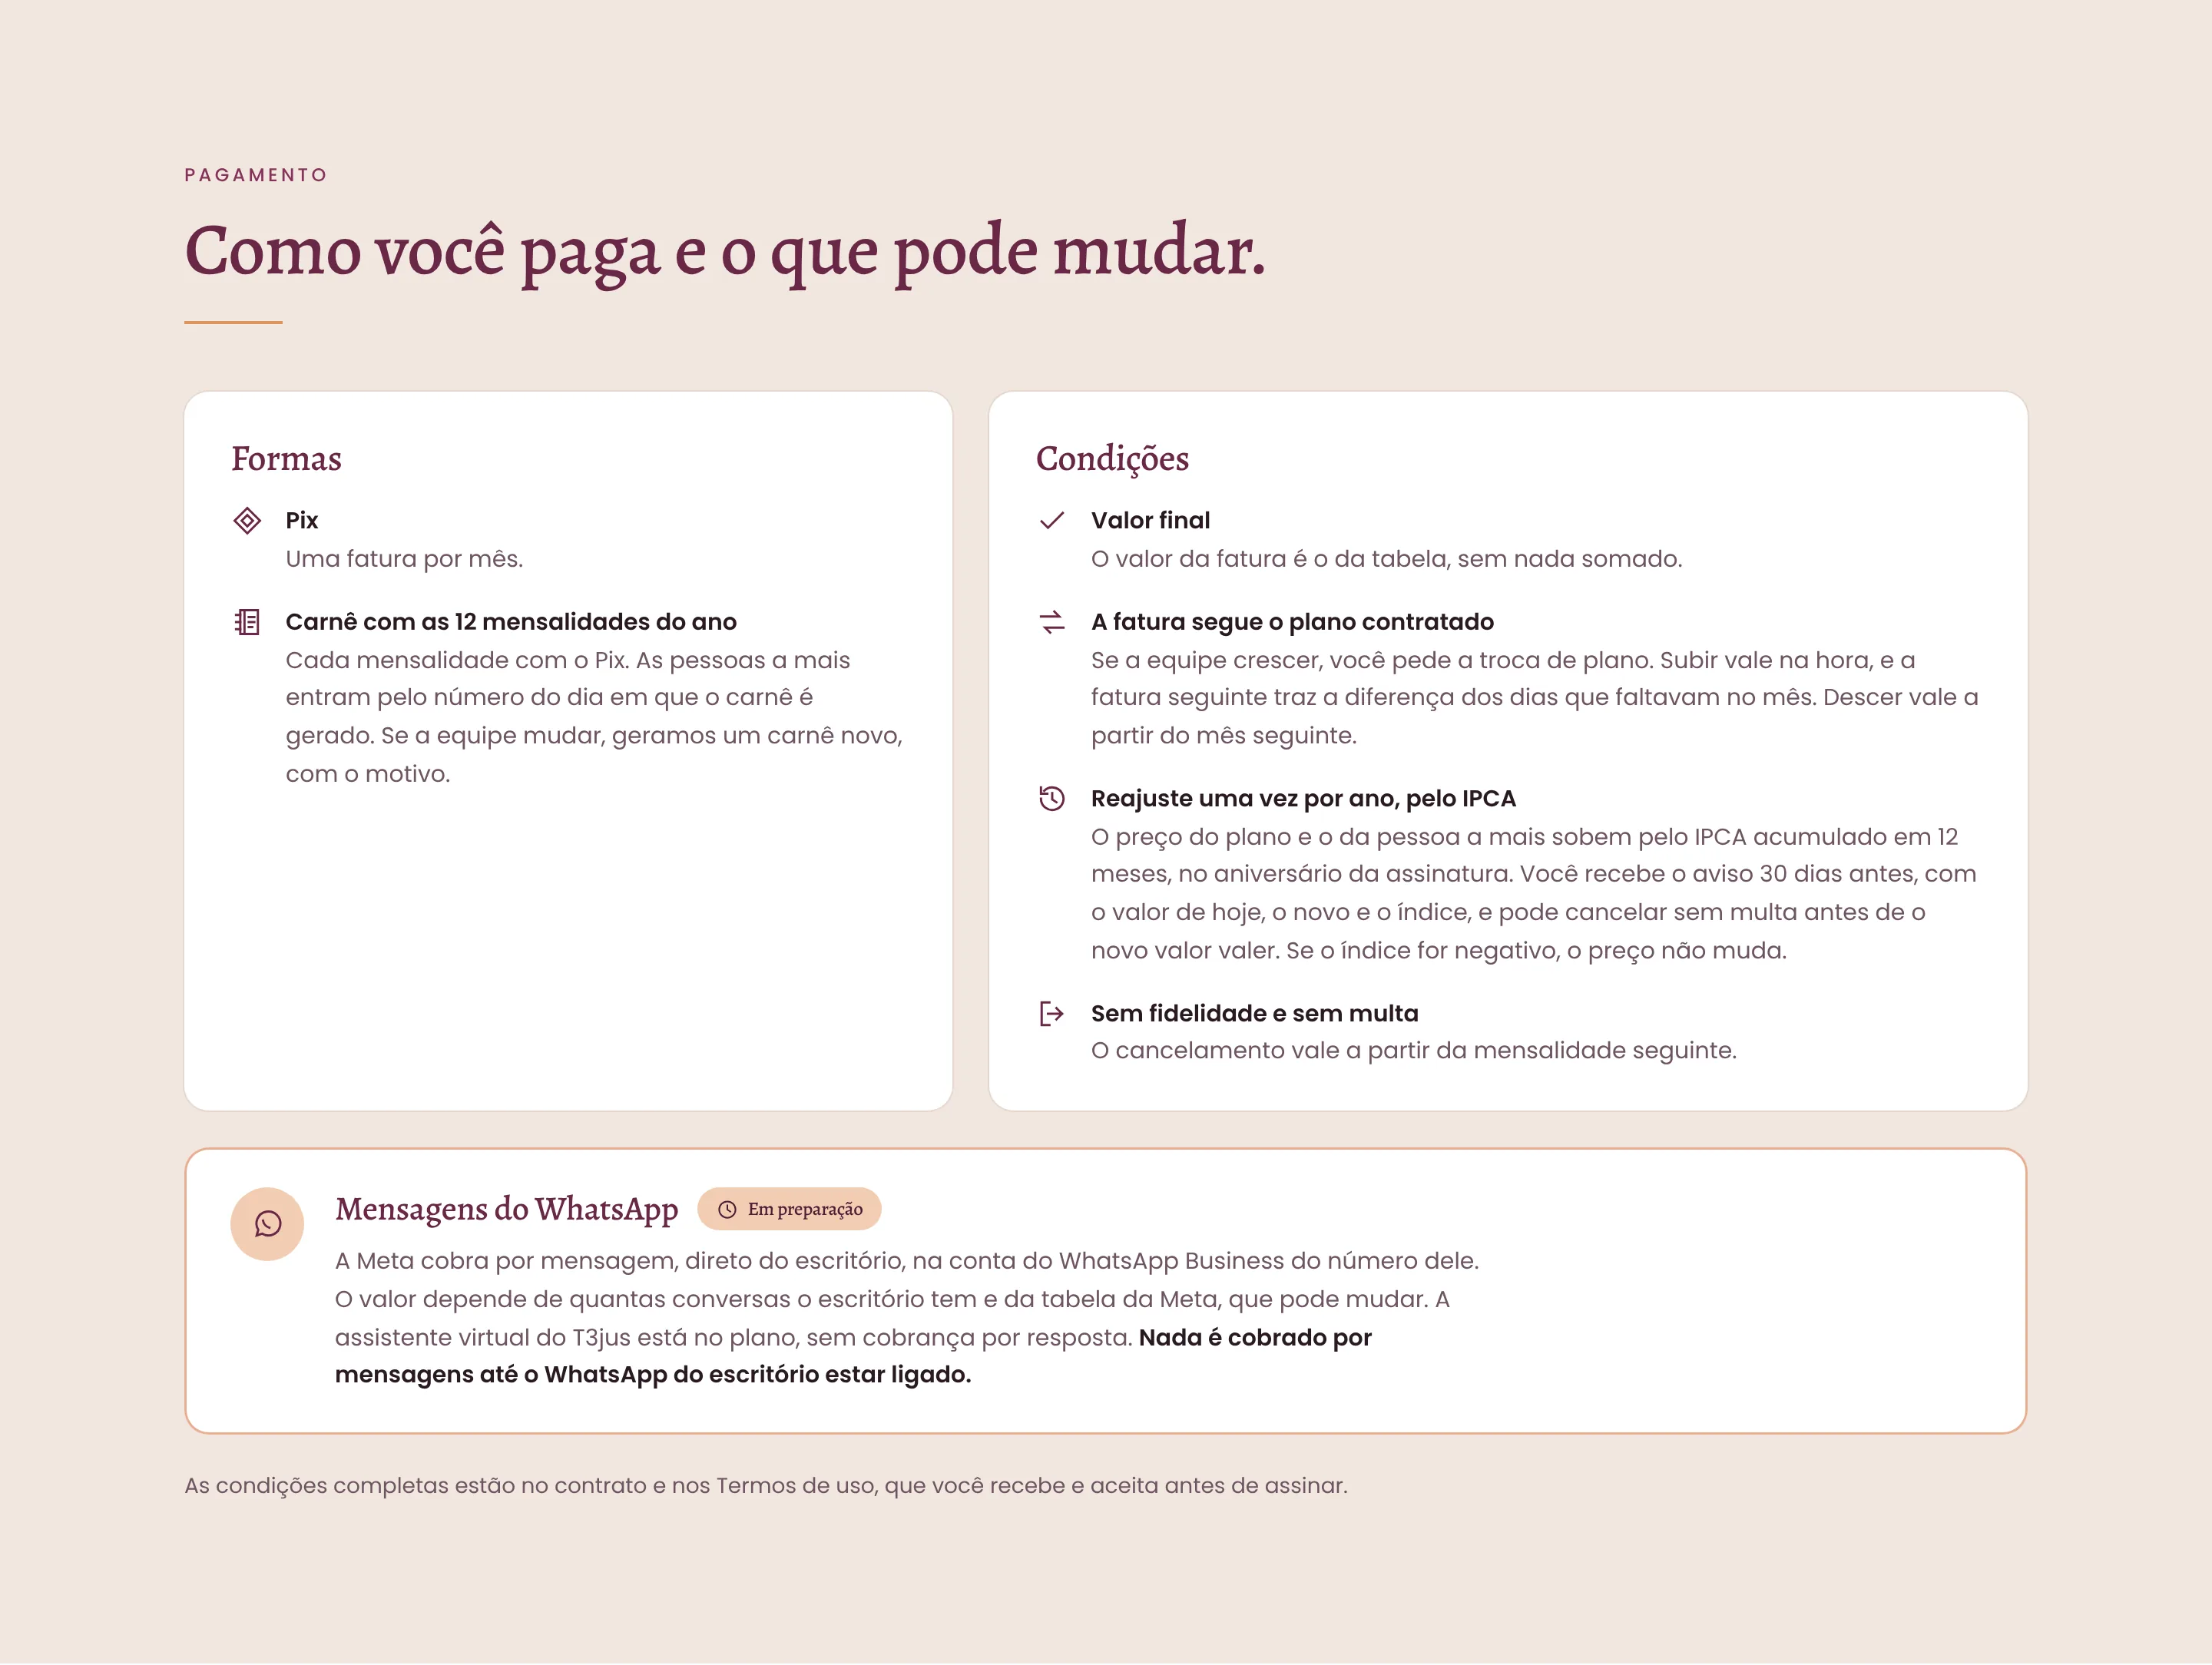 PAGAMENTO
Como você paga e o que pode mudar.
Formas
Pix
Uma fatura por mês.
Carnê com as 12 mensalidades do ano
Cada mensalidade com o Pix. As pessoas a mais
entram pelo número do dia em que o carnê é
gerado. Se a equipe mudar, geramos um carnê novo,
com o motivo.
Condições
Valor final
O valor da fatura é o da tabela, sem nada somado.
A fatura segue o plano contratado
Se a equipe crescer, você pede a troca de plano. Subir vale na hora, e a
fatura seguinte traz a diferença dos dias que faltavam no mês. Descer vale a
partir do mês seguinte.
Reajuste uma vez por ano, pelo IPCA
O preço do plano e o da pessoa a mais sobem pelo IPCA acumulado em 12
meses, no aniversário da assinatura. Você recebe o aviso 30 dias antes, com
o valor de hoje, o novo e o índice, e pode cancelar sem multa antes de o
novo valor valer. Se o índice for negativo, o preço não muda.
Sem fidelidade e sem multa
O cancelamento vale a partir da mensalidade seguinte.
Mensagens do WhatsApp
Em preparação
A Meta cobra por mensagem, direto do escritório, na conta do WhatsApp Business do número dele.
O valor depende de quantas conversas o escritório tem e da tabela da Meta, que pode mudar. A
assistente virtual do T3jus está no plano, sem cobrança por resposta. Nada é cobrado por
mensagens até o WhatsApp do escritório estar ligado.
As condições completas estão no contrato e nos Termos de uso, que você recebe e aceita antes de assinar.